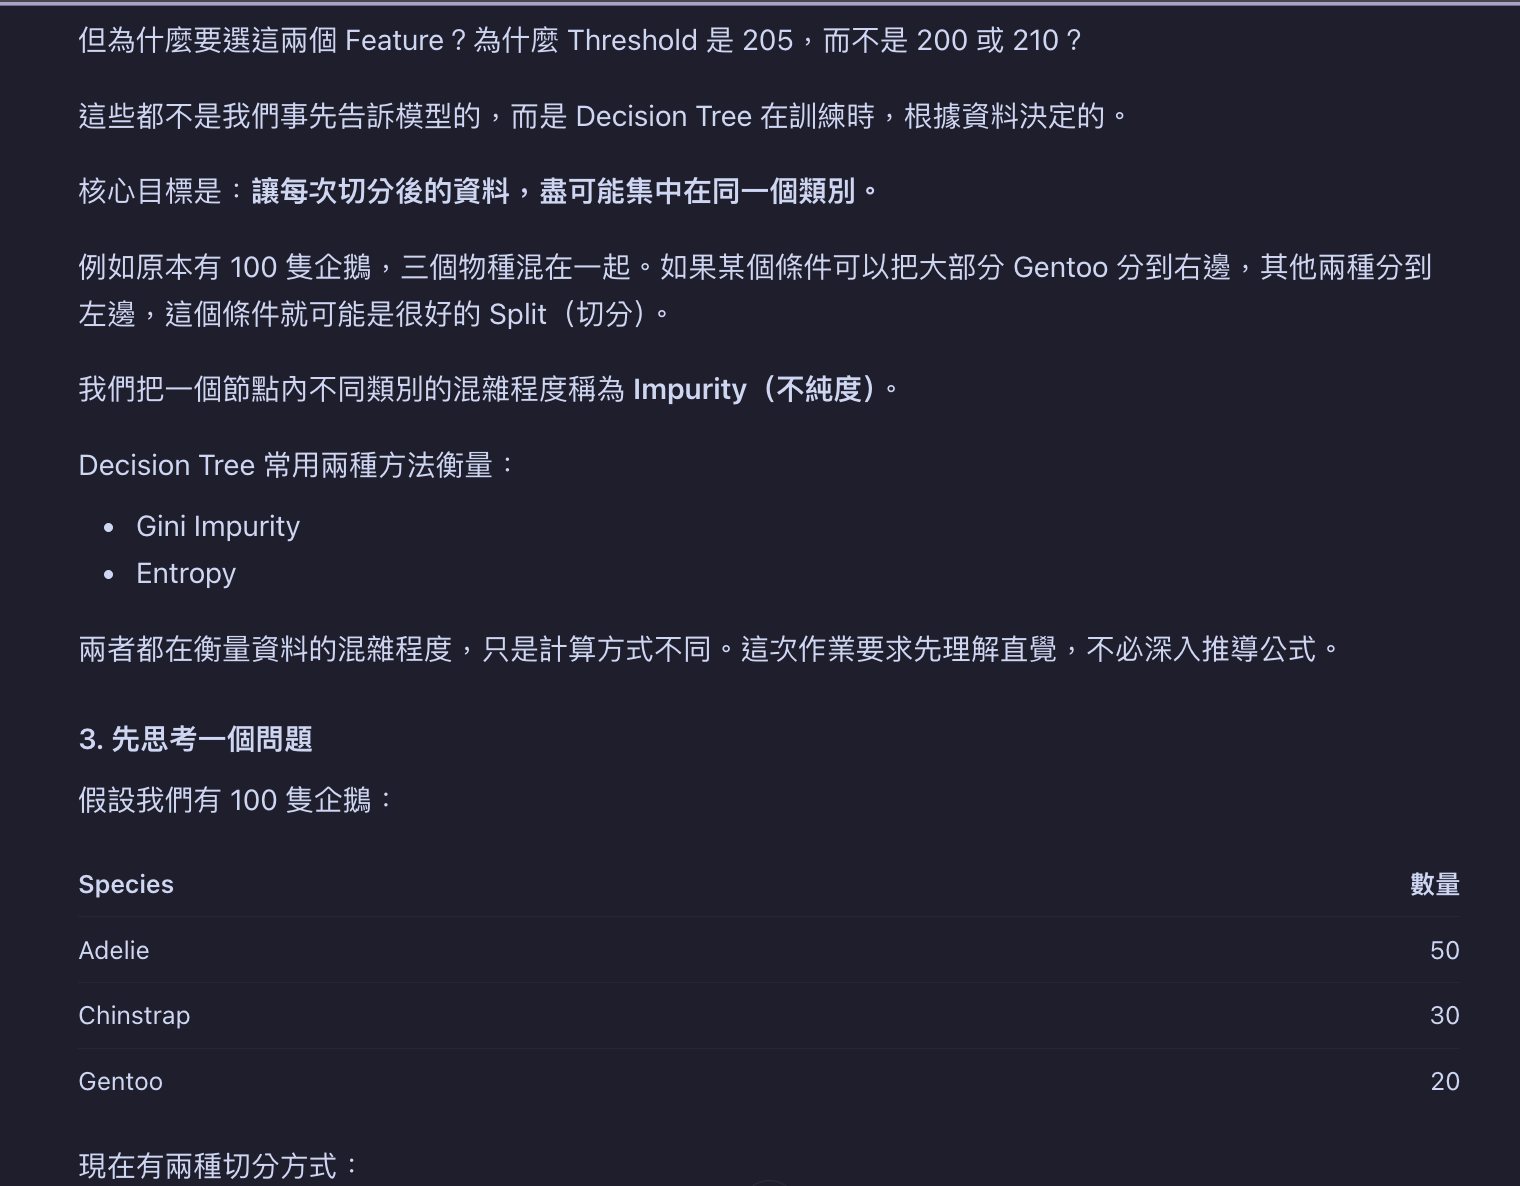 但為什麼要選這兩個 Feature？為什麼 Threshold 是 205，而不是 200 或 210？
這些都不是我們事先告訴模型的，而是 Decision Tree 在訓練時，根據資料決定的。
核心目標是：讓每次切分後的資料，盡可能集中在同一個類別。
例如原本有 100 隻企鵝，三個物種混在一起。如果某個條件可以把大部分 Gentoo 分到右邊，其他兩種分到
左邊，這個條件就可能是很好的 Split（切分）。
我們把一個節點內不同類別的混雜程度稱為 Impurity（不純度）。
Decision Tree 常用兩種方法衡量：
• Gini Impurity
• Entropy
兩者都在衡量資料的混雜程度，只是計算方式不同。這次作業要求先理解直覺，不必深入推導公式。
3. 先思考一個問題
假設我們有 100 隻企鵝：
Species 數量
Adelie 50
Chinstrap 30
Gentoo 20
現在有兩種切分方式：